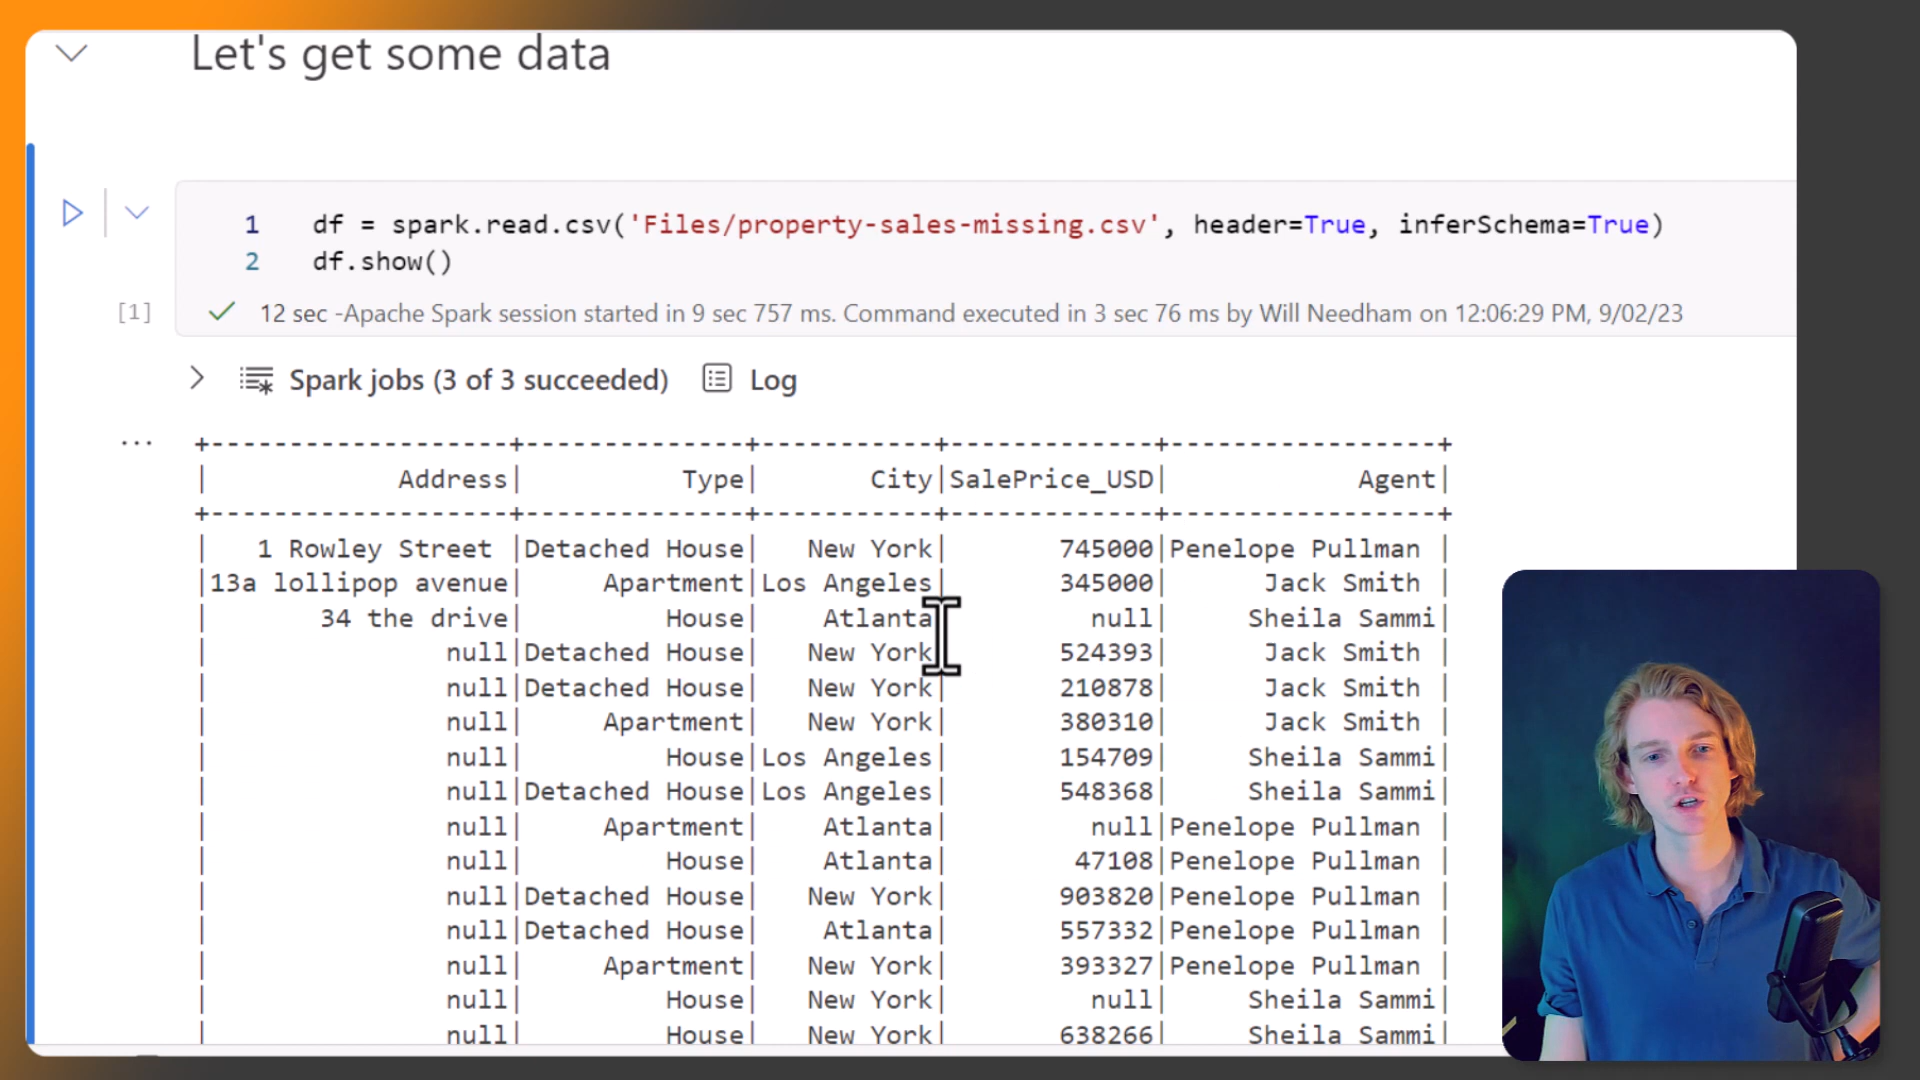 Let's get some data
1 df = spark.read.csv('Files/property-sales-missing.csv', header=True, inferSchema=True)
2 df.show()
[1] 12 sec -Apache Spark session started in 9 sec 757 ms. Command executed in 3 sec 76 ms by Will Needham on 12:06:29 PM, 9/02/23
Spark jobs (3 of 3 succeeded) Log
... +-------------------+--------------+-----------+-------------+-----------------+
|            Address|          Type|       City|SalePrice_USD|            Agent|
+-------------------+--------------+-----------+-------------+-----------------+
|   1 Rowley Street |Detached House|   New York|       745000|Penelope Pullman |
|13a lollipop avenue|     Apartment|Los Angeles|       345000|      Jack Smith |
|       34 the drive|         House|    Atlanta|         null|     Sheila Sammi|
|               null|Detached House|   New York|       524393|      Jack Smith |
|               null|Detached House|   New York|       210878|      Jack Smith |
|               null|     Apartment|   New York|       380310|      Jack Smith |
|               null|         House|Los Angeles|       154709|     Sheila Sammi|
|               null|Detached House|Los Angeles|       548368|     Sheila Sammi|
|               null|     Apartment|    Atlanta|         null|Penelope Pullman |
|               null|         House|    Atlanta|        47108|Penelope Pullman |
|               null|Detached House|   New York|       903820|Penelope Pullman |
|               null|Detached House|    Atlanta|       557332|Penelope Pullman |
|               null|     Apartment|   New York|       393327|Penelope Pullman |
|               null|         House|   New York|         null|     Sheila Sammi|
|               null|         House|   New York|       638266|     Sheila Sammi|